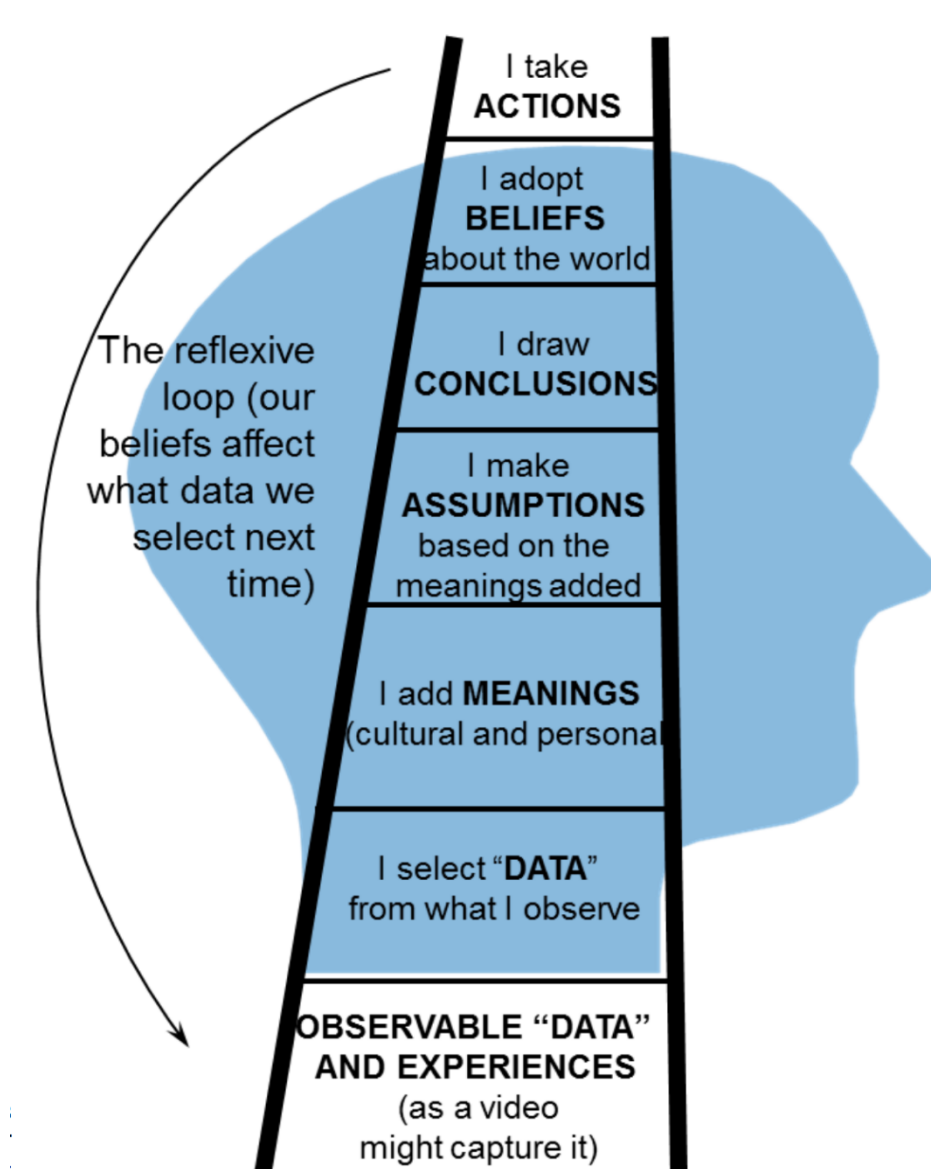 I take
ACTIONS
I adopt
BELIEFS
about the world
I draw
CONCLUSIONS
I make
ASSUMPTIONS
based on the
meanings added
I add MEANINGS
(cultural and personal
I select “DATA”
from what I observe
OBSERVABLE “DATA”
AND EXPERIENCES
(as a video
might capture it)
The reflexive
loop (our
beliefs affect
what data we
select next
time)